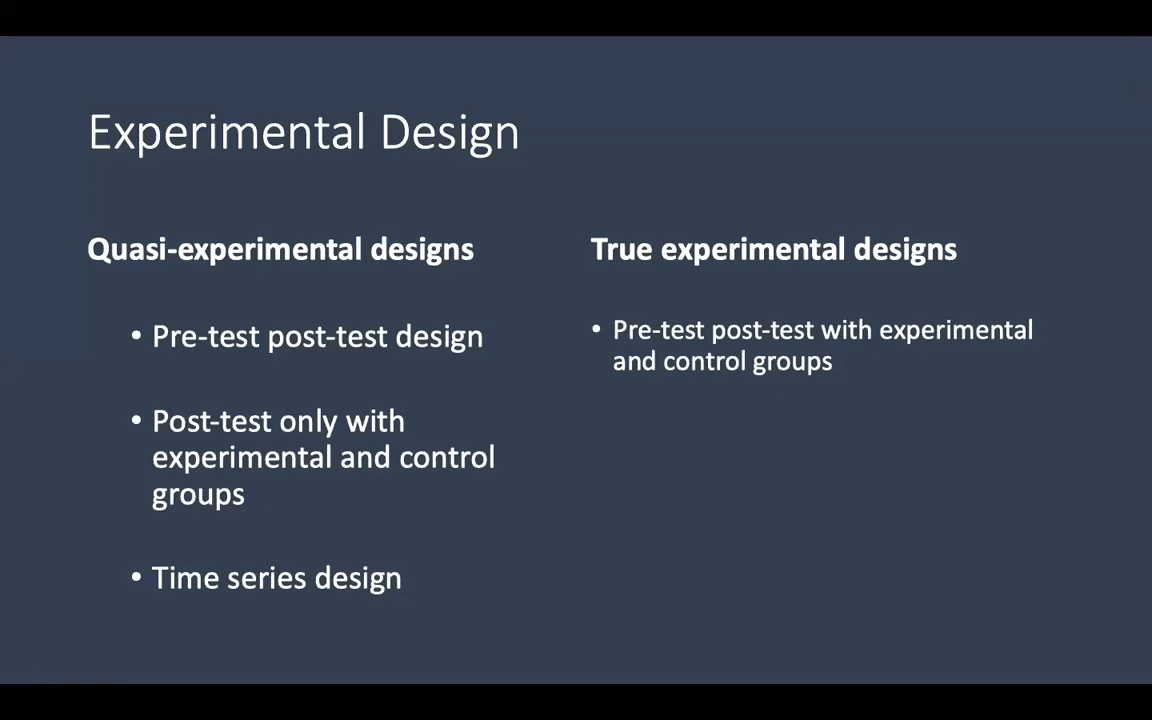 Experimental Design
Quasi-experimental designs
• Pre-test post-test design
• Post-test only with
experimental and control
groups
• Time series design
True experimental designs
• Pre-test post-test with experimental
and control groups